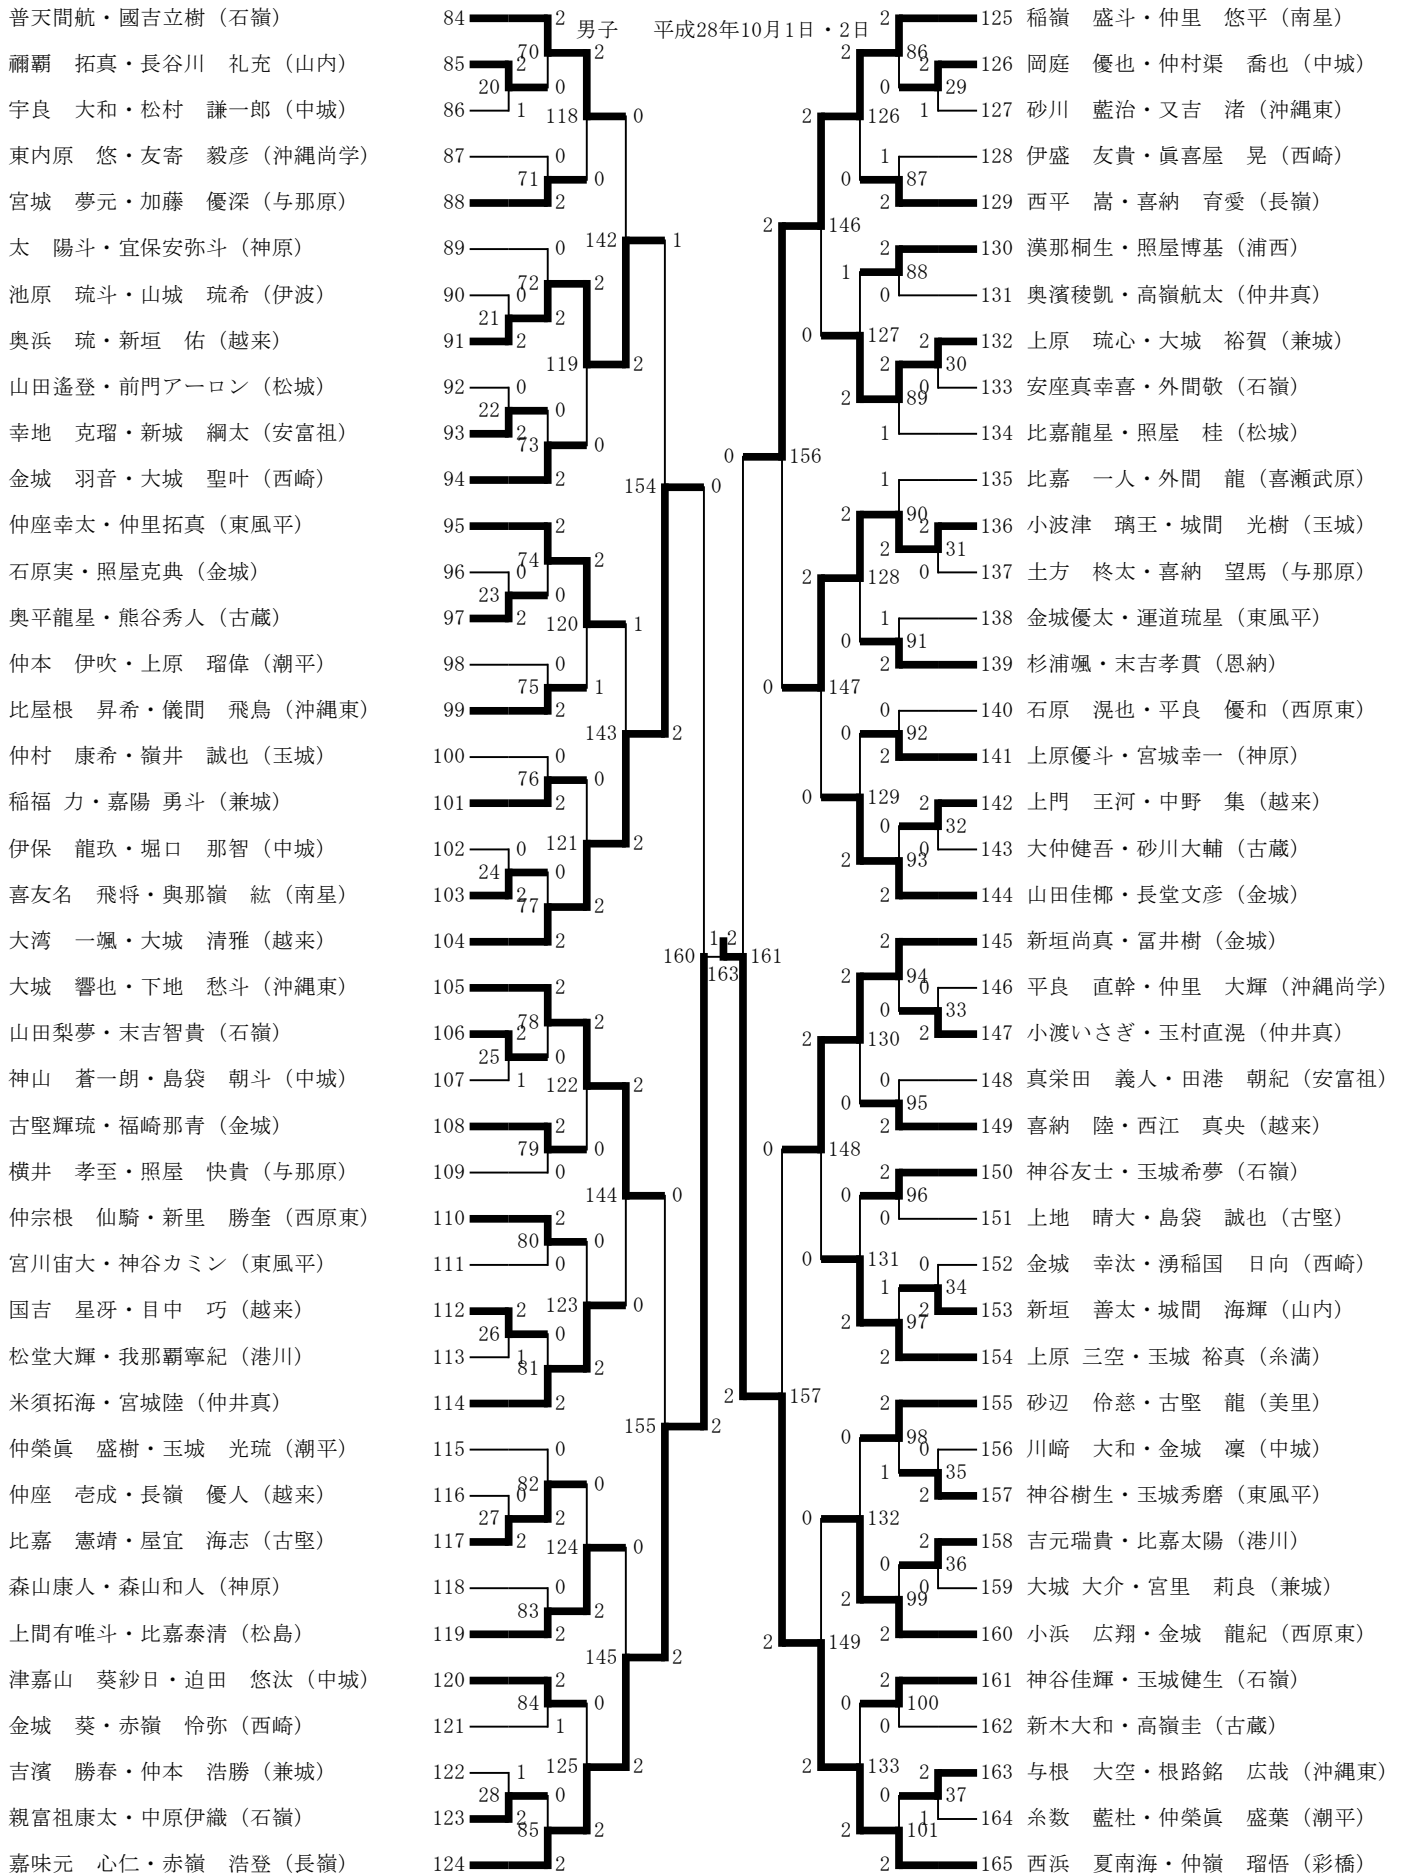 男子　平成28年10月1日・2日
普天間航・國吉立樹（石嶺） 84
禰覇　拓真・長谷川　礼充（山内） 85
宇良　大和・松村　謙一郎（中城） 86
東内原　悠・友寄　毅彦（沖縄尚学） 87
宮城　夢元・加藤　優深（与那原） 88
太　陽斗・宜保安弥斗（神原） 89
池原　琉斗・山城　琉希（伊波） 90
奥浜　琉・新垣　佑（越来） 91
山田遙登・前門アーロン（松城） 92
幸地　克瑠・新城　綱太（安富祖） 93
金城　羽音・大城　聖叶（西崎） 94
仲座幸太・仲里拓真（東風平） 95
石原実・照屋克典（金城） 96
奥平龍星・熊谷秀人（古蔵） 97
仲本　伊吹・上原　瑠偉（潮平） 98
比屋根　昇希・儀間　飛鳥（沖縄東） 99
仲村　康希・嶺井　誠也（玉城） 100
稲福 力・嘉陽 勇斗（兼城） 101
伊保　龍玖・堀口　那智（中城） 102
喜友名　飛将・與那嶺　紘（南星） 103
大湾　一颯・大城　清雅（越来） 104
大城　響也・下地　愁斗（沖縄東） 105
山田梨夢・末吉智貴（石嶺） 106
神山　蒼一朗・島袋　朝斗（中城） 107
古堅輝琉・福崎那青（金城） 108
横井　孝至・照屋　快貴（与那原） 109
仲宗根　仙騎・新里　勝奎（西原東） 110
宮川宙大・神谷カミン（東風平） 111
国吉　星冴・目中　巧（越来） 112
松堂大輝・我那覇寧紀（港川） 113
米須拓海・宮城陸（仲井真） 114
仲榮眞　盛樹・玉城　光琉（潮平） 115
仲座　壱成・長嶺　優人（越来） 116
比嘉　憲靖・屋宜　海志（古堅） 117
森山康人・森山和人（神原） 118
上間有唯斗・比嘉泰清（松島） 119
津嘉山　葵紗日・迫田　悠汰（中城） 120
金城　葵・赤嶺　怜弥（西崎） 121
吉濱　勝春・仲本　浩勝（兼城） 122
親富祖康太・中原伊織（石嶺） 123
嘉味元　心仁・赤嶺　浩登（長嶺） 124
125 稲嶺　盛斗・仲里　悠平（南星）
126 岡庭　優也・仲村渠　喬也（中城）
127 砂川　藍治・又吉　渚（沖縄東）
128 伊盛　友貴・眞喜屋　晃（西崎）
129 西平　嵩・喜納　育愛（長嶺）
130 漢那桐生・照屋博基（浦西）
131 奥濱稜凱・高嶺航太（仲井真）
132 上原　琉心・大城　裕賀（兼城）
133 安座真幸喜・外間敬（石嶺）
134 比嘉龍星・照屋　桂（松城）
135 比嘉　一人・外間　龍（喜瀬武原）
136 小波津　璃王・城間　光樹（玉城）
137 土方　柊太・喜納　望馬（与那原）
138 金城優太・運道琉星（東風平）
139 杉浦颯・末吉孝貫（恩納）
140 石原　滉也・平良　優和（西原東）
141 上原優斗・宮城幸一（神原）
142 上門　王河・中野　集（越来）
143 大仲健吾・砂川大輔（古蔵）
144 山田佳椰・長堂文彦（金城）
145 新垣尚真・冨井樹（金城）
146 平良　直幹・仲里　大輝（沖縄尚学）
147 小渡いさぎ・玉村直滉（仲井真）
148 真栄田　義人・田港　朝紀（安富祖）
149 喜納　陸・西江　真央（越来）
150 神谷友士・玉城希夢（石嶺）
151 上地　晴大・島袋　誠也（古堅）
152 金城　幸汰・湧稲国　日向（西崎）
153 新垣　善太・城間　海輝（山内）
154 上原 三空・玉城 裕真（糸満）
155 砂辺　伶慈・古堅　龍（美里）
156 川﨑　大和・金城　凜（中城）
157 神谷樹生・玉城秀磨（東風平）
158 吉元瑞貴・比嘉太陽（港川）
159 大城 大介・宮里　莉良（兼城）
160 小浜　広翔・金城　龍紀（西原東）
161 神谷佳輝・玉城健生（石嶺）
162 新木大和・高嶺圭（古蔵）
163 与根　大空・根路銘　広哉（沖縄東）
164 糸数　藍杜・仲榮眞　盛葉（潮平）
165 西浜　夏南海・仲嶺　瑠悟（彩橋）